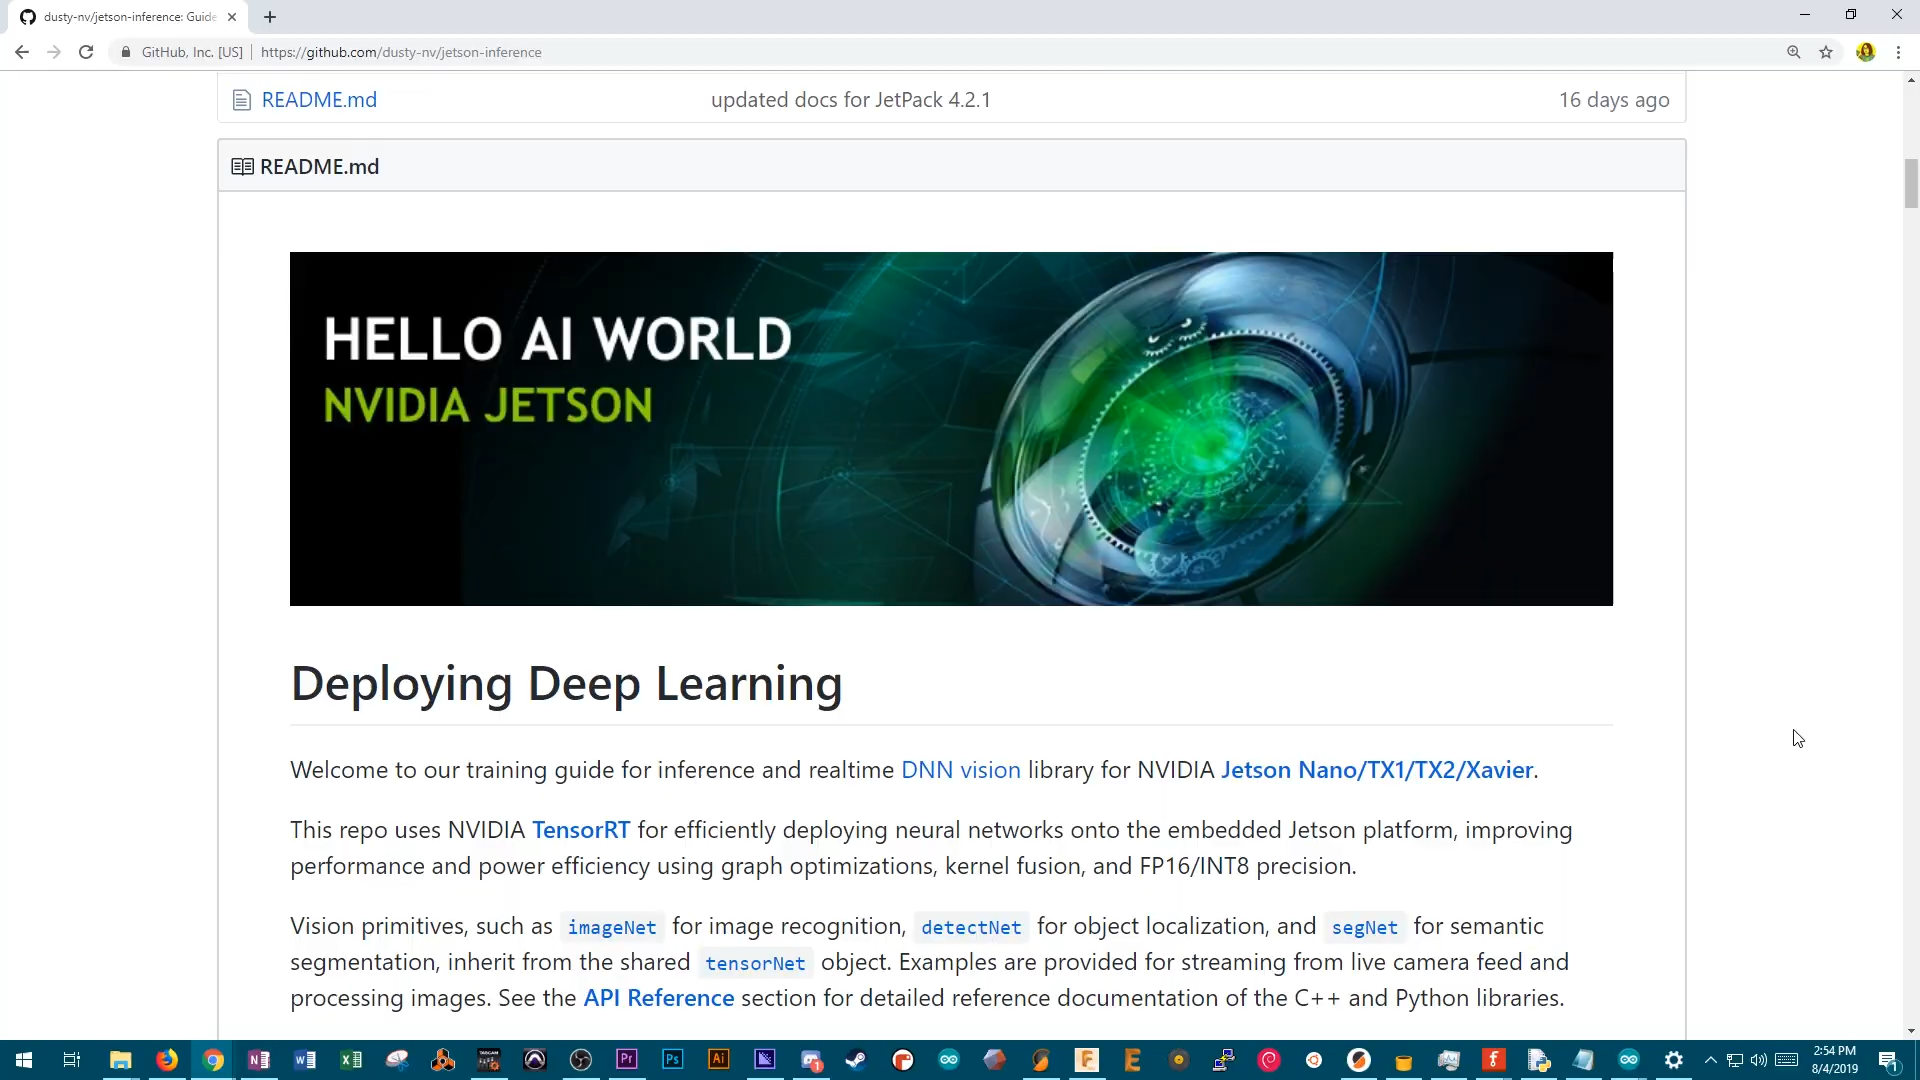 dusty-nv/jetson-inference: Guide
GitHub, Inc. [US] https://github.com/dusty-nv/jetson-inference
README.md updated docs for JetPack 4.2.1 16 days ago
README.md
HELLO AI WORLD
NVIDIA JETSON
Deploying Deep Learning
Welcome to our training guide for inference and realtime DNN vision library for NVIDIA Jetson Nano/TX1/TX2/Xavier.
This repo uses NVIDIA TensorRT for efficiently deploying neural networks onto the embedded Jetson platform, improving
performance and power efficiency using graph optimizations, kernel fusion, and FP16/INT8 precision.
Vision primitives, such as imageNet for image recognition, detectNet for object localization, and segNet for semantic
segmentation, inherit from the shared tensorNet object. Examples are provided for streaming from live camera feed and
processing images. See the API Reference section for detailed reference documentation of the C++ and Python libraries.
2:54 PM
8/4/2019